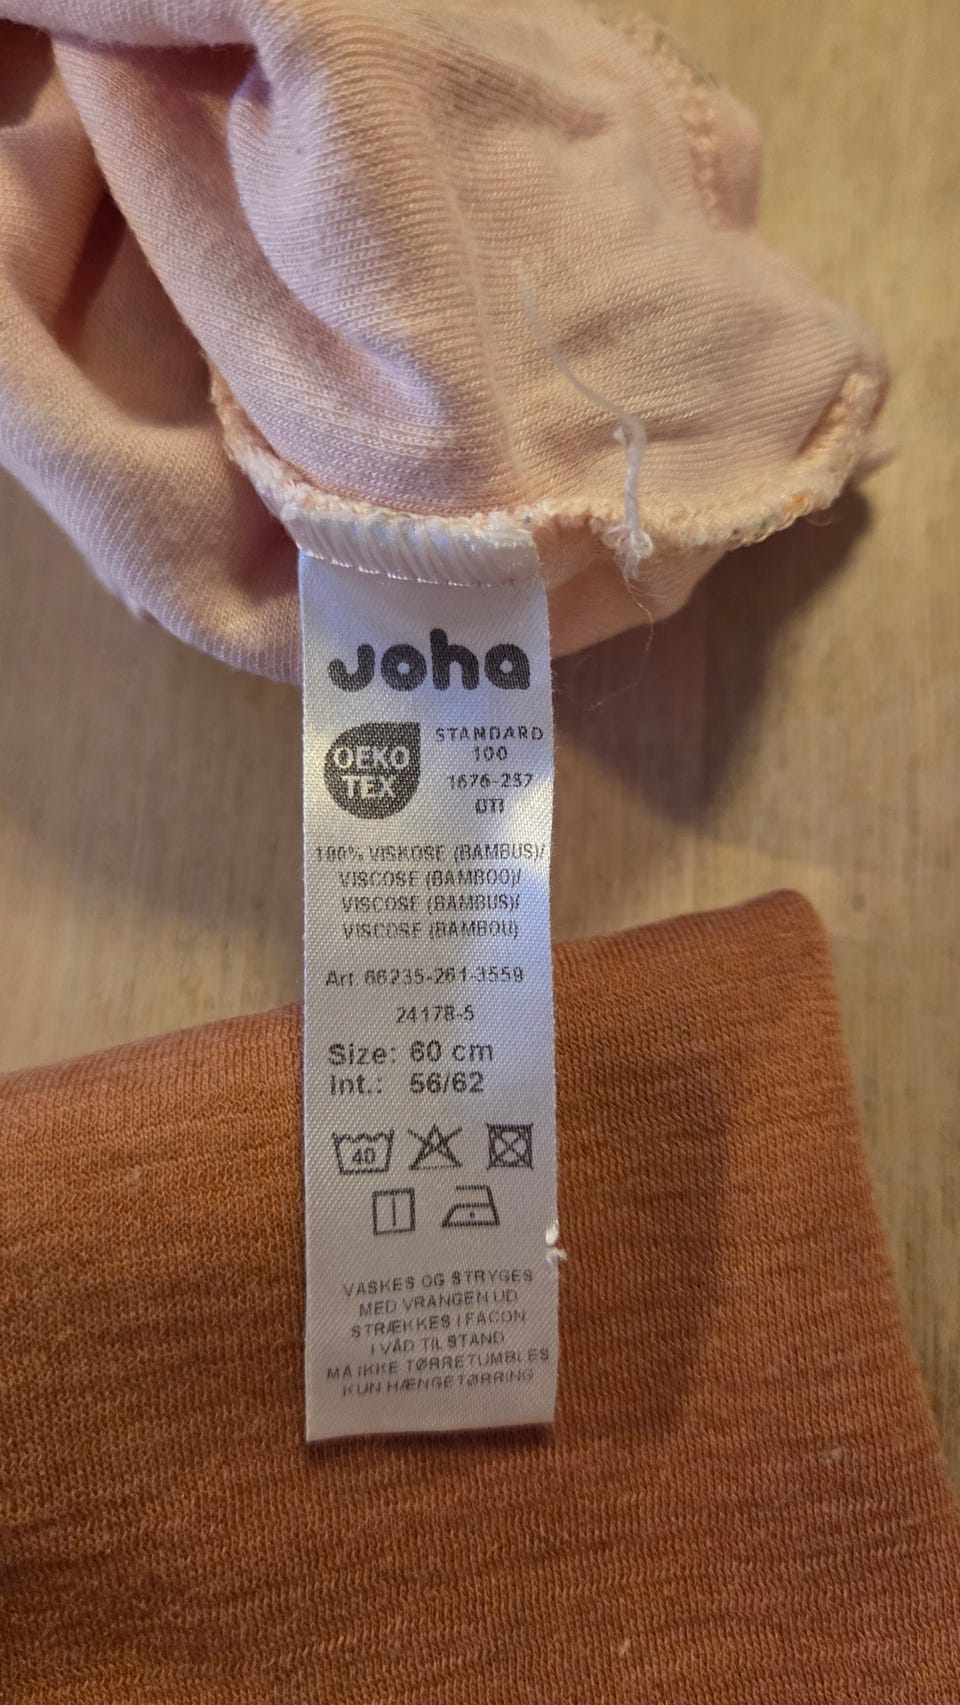 joha
OEKO
TEX
STANDARD
100
1676-237
DTI
100% VISKOSE (BAMBUS)/
VISCOSE (BAMBOO)/
VISCOSE (BAMBUS)/
VISCOSE (BAMBOU)
Art. 66235-261-3559
24178-5
Size: 60 cm
Int.: 56/62
40
VASKES OG STRYGES
MED VRANGEN UD
STRÆKKES I FACON
I VÅD TILSTAND
MÅ IKKE TØRRETUMBLES
KUN HÆNGETØRRING